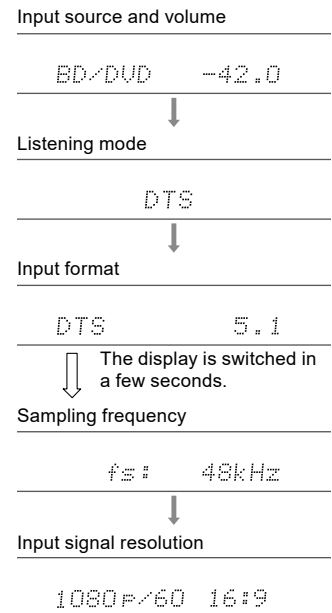 Input source and volume
BD/DVD -42.0
Listening mode
DTS
Input format
DTS 5.1
The display is switched in
a few seconds.
Sampling frequency
fs: 48kHz
Input signal resolution
1080p/60 16:9